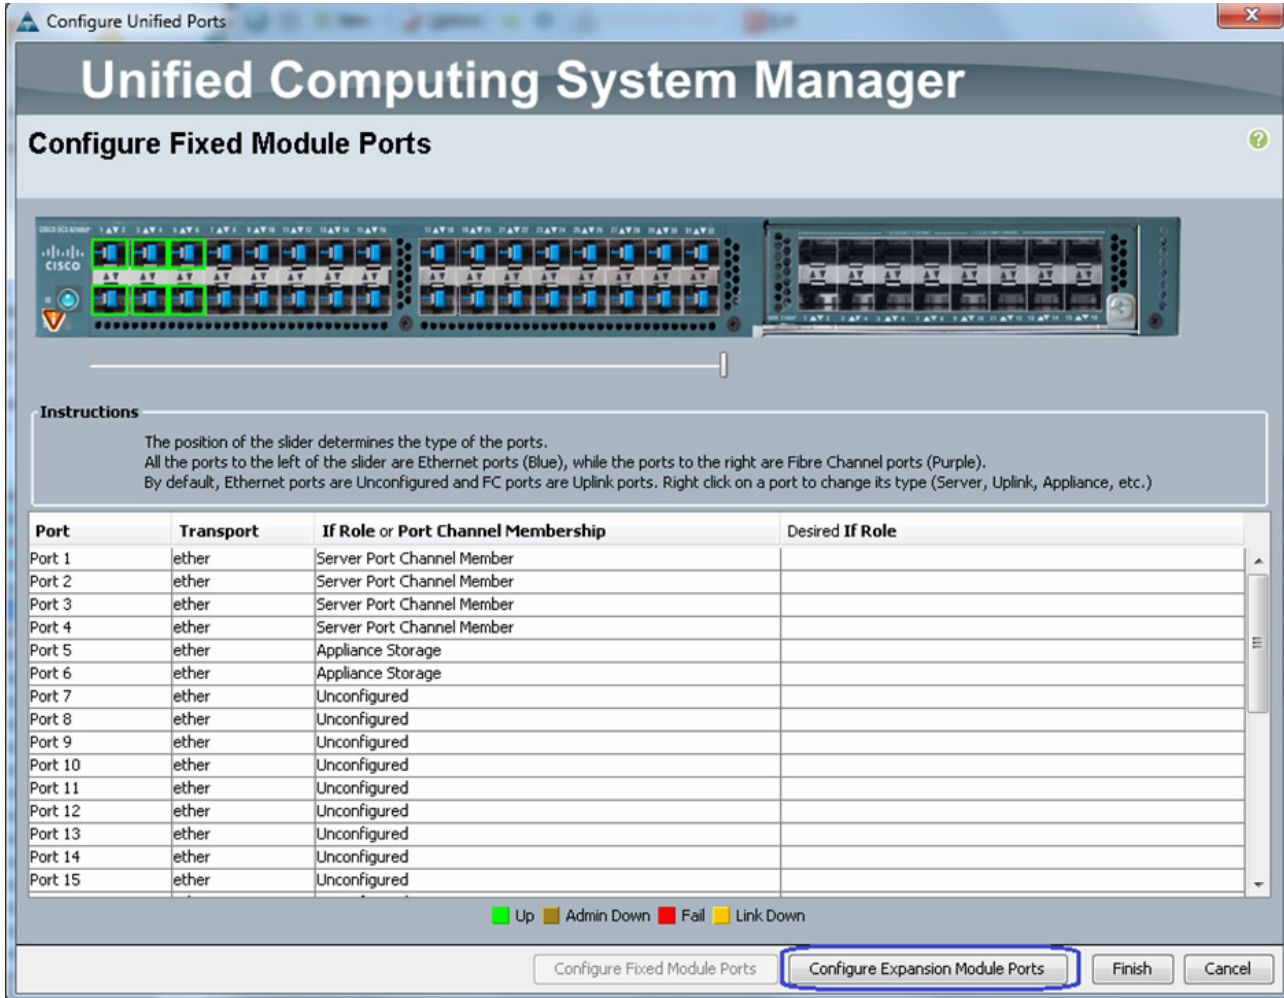 Configure Unified Ports
Unified Computing System Manager
Configure Fixed Module Ports
CISCO
Instructions
The position of the slider determines the type of the ports.
All the ports to the left of the slider are Ethernet ports (Blue), while the ports to the right are Fibre Channel ports (Purple).
By default, Ethernet ports are Unconfigured and FC ports are Uplink ports. Right click on a port to change its type (Server, Uplink, Appliance, etc.)
Port Transport If Role or Port Channel Membership Desired If Role
Port 1 ether Server Port Channel Member
Port 2 ether Server Port Channel Member
Port 3 ether Server Port Channel Member
Port 4 ether Server Port Channel Member
Port 5 ether Appliance Storage
Port 6 ether Appliance Storage
Port 7 ether Unconfigured
Port 8 ether Unconfigured
Port 9 ether Unconfigured
Port 10 ether Unconfigured
Port 11 ether Unconfigured
Port 12 ether Unconfigured
Port 13 ether Unconfigured
Port 14 ether Unconfigured
Port 15 ether Unconfigured
Up Admin Down Fail Link Down
Configure Fixed Module Ports Configure Expansion Module Ports Finish Cancel